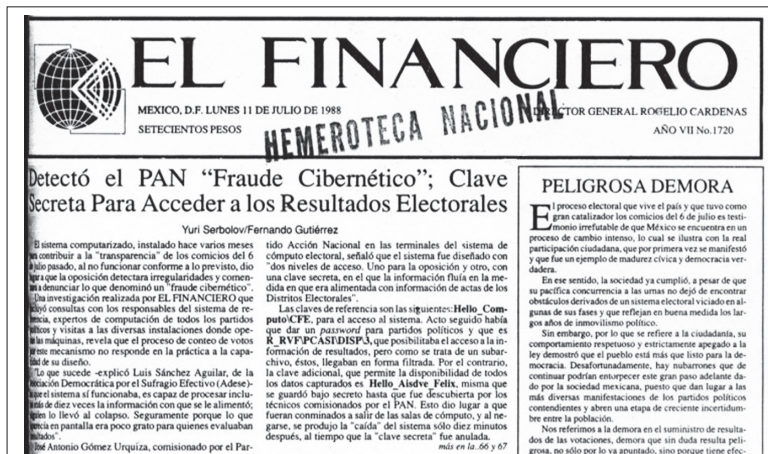 EL FINANCIERO
MEXICO, D.F. LUNES 11 DE JULIO DE 1988
DIRECTOR GENERAL ROGELIO CARDENAS
SETECIENTOS PESOS
AÑO VII No.1720
HEMEROTECA NACIONAL
Detectó el PAN "Fraude Cibernético"; Clave
Secreta Para Acceder a los Resultados Electorales
Yuri Serbolov/Fernando Gutiérrez
El sistema computarizado, instalado hace varios meses
para contribuir a la "transparencia" de los comicios del 6
de julio pasado, al no funcionar conforme a lo previsto, dio
para que la oposición detectara irregularidades y comen-
zara a denunciar lo que denominó un "fraude cibernético".
Una investigación realizada por EL FINANCIERO que
incluyó consultas con los responsables del sistema de re-
ferencia, expertos de computación de todos los partidos
políticos y visitas a las diversas instalaciones donde ope-
ran las máquinas, revela que el proceso de conteo de votos
por este mecanismo no responde en la práctica a la capaci-
dad de su diseño.
"Lo que sucede -explicó Luis Sánchez Aguilar, de la
Asociación Democrática por el Sufragio Efectivo (Adese)-
que el sistema sí funcionaba, es capaz de procesar inclu-
más de diez veces la información con que se le alimentó;
alguien lo llevó al colapso. Seguramente porque lo que
aparecía en pantalla era poco grato para quienes evaluaban
resultados".
José Antonio Gómez Urquiza, comisionado por el Par-
tido Acción Nacional en las terminales del sistema de
cómputo electoral, señaló que el sistema fue diseñado con
"dos niveles de acceso. Uno para la oposición y otro, con
una clave secreta, en el que la información fluía en la me-
dida en que era alimentada con información de actas de los
Distritos Electorales".
Las claves de referencia son las siguientes:Hello_Com-
puto\CFE, para el acceso al sistema. Acto seguido había
que dar un password para partidos políticos y que es
R_RVF\PCASI\DISP\3, que posibilitaba el acceso a la in-
formación de resultados, pero como se trata de un subar-
chivo, éstos, llegaban en forma filtrada. Por el contrario,
la clave adicional, que permite la disponibilidad de todos
los datos capturados es Hello_Aisdve_Felix, misma que
se guardó bajo secreto hasta que fue descubierta por los
técnicos comisionados por el PAN. Esto dio lugar a que
fueran conminados a salir de las salas de cómputo, y al ne-
garse, se produjo la "caída" del sistema sólo diez minutos
después, al tiempo que la "clave secreta" fue anulada.
más en la..66 y 67
PELIGROSA DEMORA
El proceso electoral que vive el país y que tuvo como
gran catalizador los comicios del 6 de julio es testi-
monio irrefutable de que México se encuentra en un
proceso de cambio intenso, lo cual se ilustra con la real
participación ciudadana, que por primera vez se manifestó
y que fue un ejemplo de madurez cívica y democracia ver-
dadera.
En ese sentido, la sociedad ya cumplió, a pesar de que
su pacífica concurrencia a las urnas no dejó de encontrar
obstáculos derivados de un sistema electoral viciado en al-
gunas de sus fases y que reflejan en buena medida los lar-
gos años de inmovilismo político.
Sin embargo, por lo que se refiere a la ciudadanía, su
comportamiento respetuoso y estrictamente apegado a la
ley demostró que el pueblo está más que listo para la de-
mocracia. Desafortunadamente, hay nubarrones que de
continuar podrían entorpecer este gran paso adelante da-
do por la sociedad mexicana, puesto que dan lugar a las
más diversas manifestaciones de los partidos políticos
contendientes y abren una etapa de creciente incertidum-
bre entre la población.
Nos referimos a la demora en el suministro de resulta-
dos de las votaciones, demora que sin duda resulta peli-
grosa, no sólo por lo ya apuntado, sino porque tiene efec-